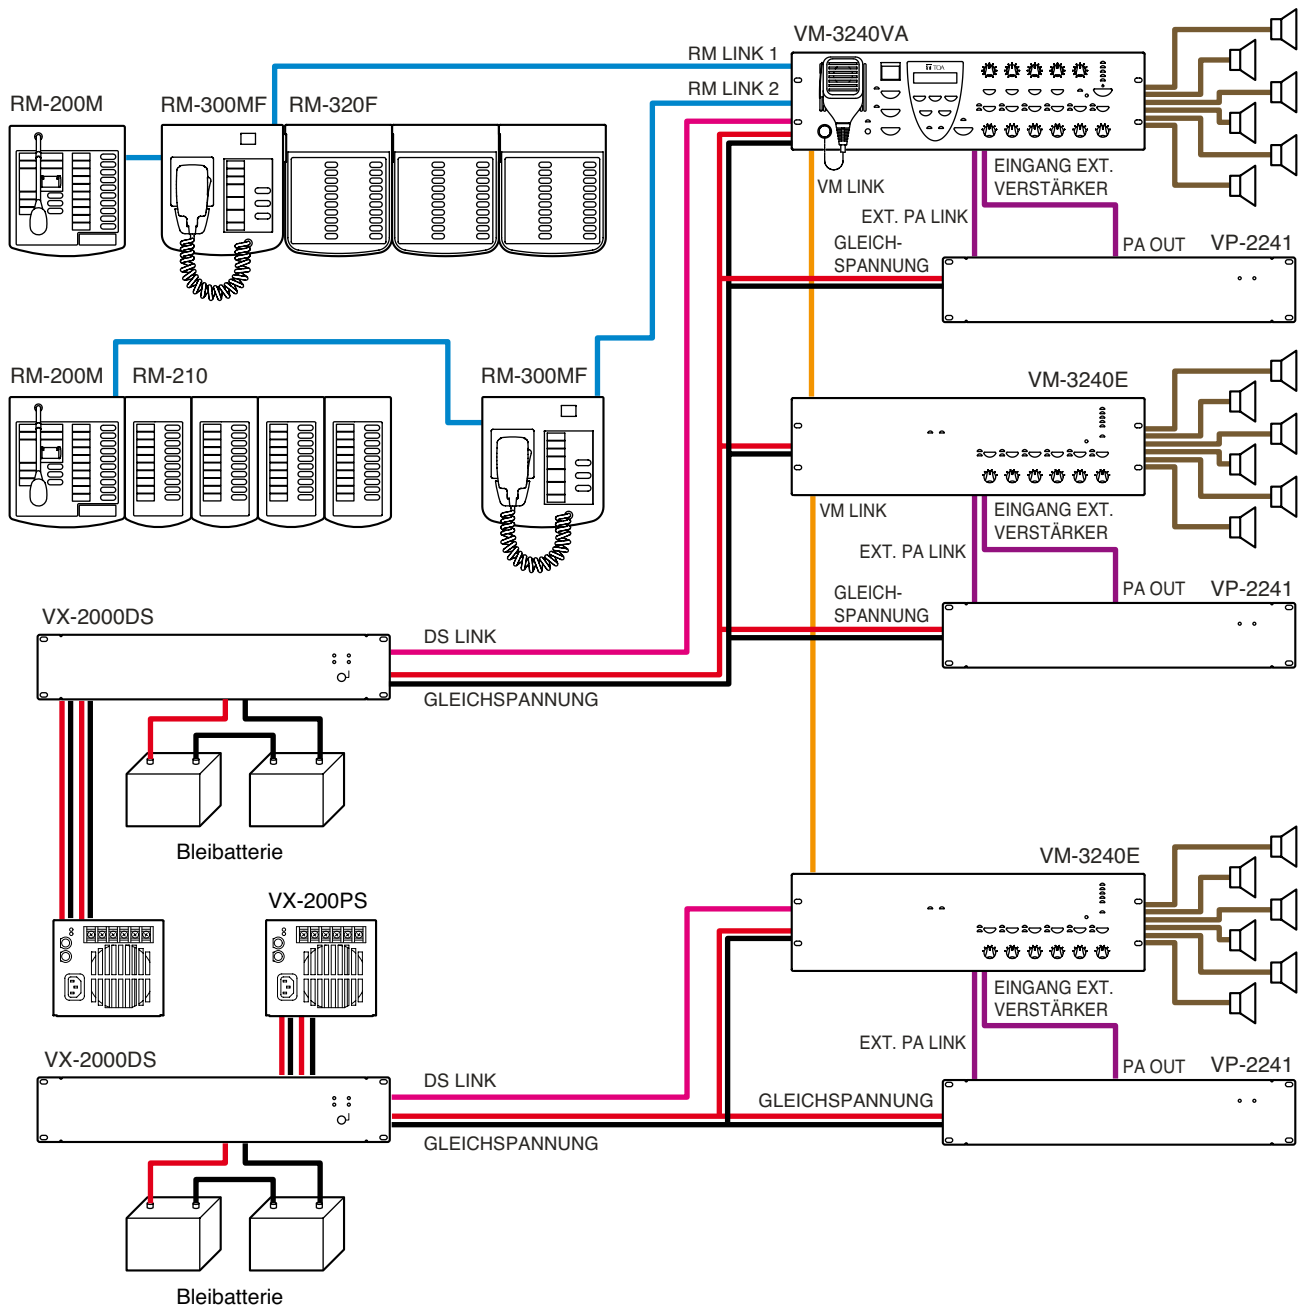 VM-3240VA
RM LINK 1
RM LINK 2
TOA
RM-200M
RM-300MF
RM-320F
VM LINK
EINGANG EXT.
VERSTÄRKER
EXT. PA LINK
GLEICH-
SPANNUNG
PA OUT
VP-2241
RM-200M
RM-210
RM-300MF
VM-3240E
VM LINK
EINGANG EXT.
VERSTÄRKER
EXT. PA LINK
GLEICH-
SPANNUNG
PA OUT
VP-2241
VX-2000DS
DS LINK
GLEICHSPANNUNG
Bleibatterie
VM-3240E
VX-200PS
EINGANG EXT.
VERSTÄRKER
EXT. PA LINK
PA OUT
VP-2241
VX-2000DS
DS LINK
GLEICHSPANNUNG
GLEICHSPANNUNG
Bleibatterie